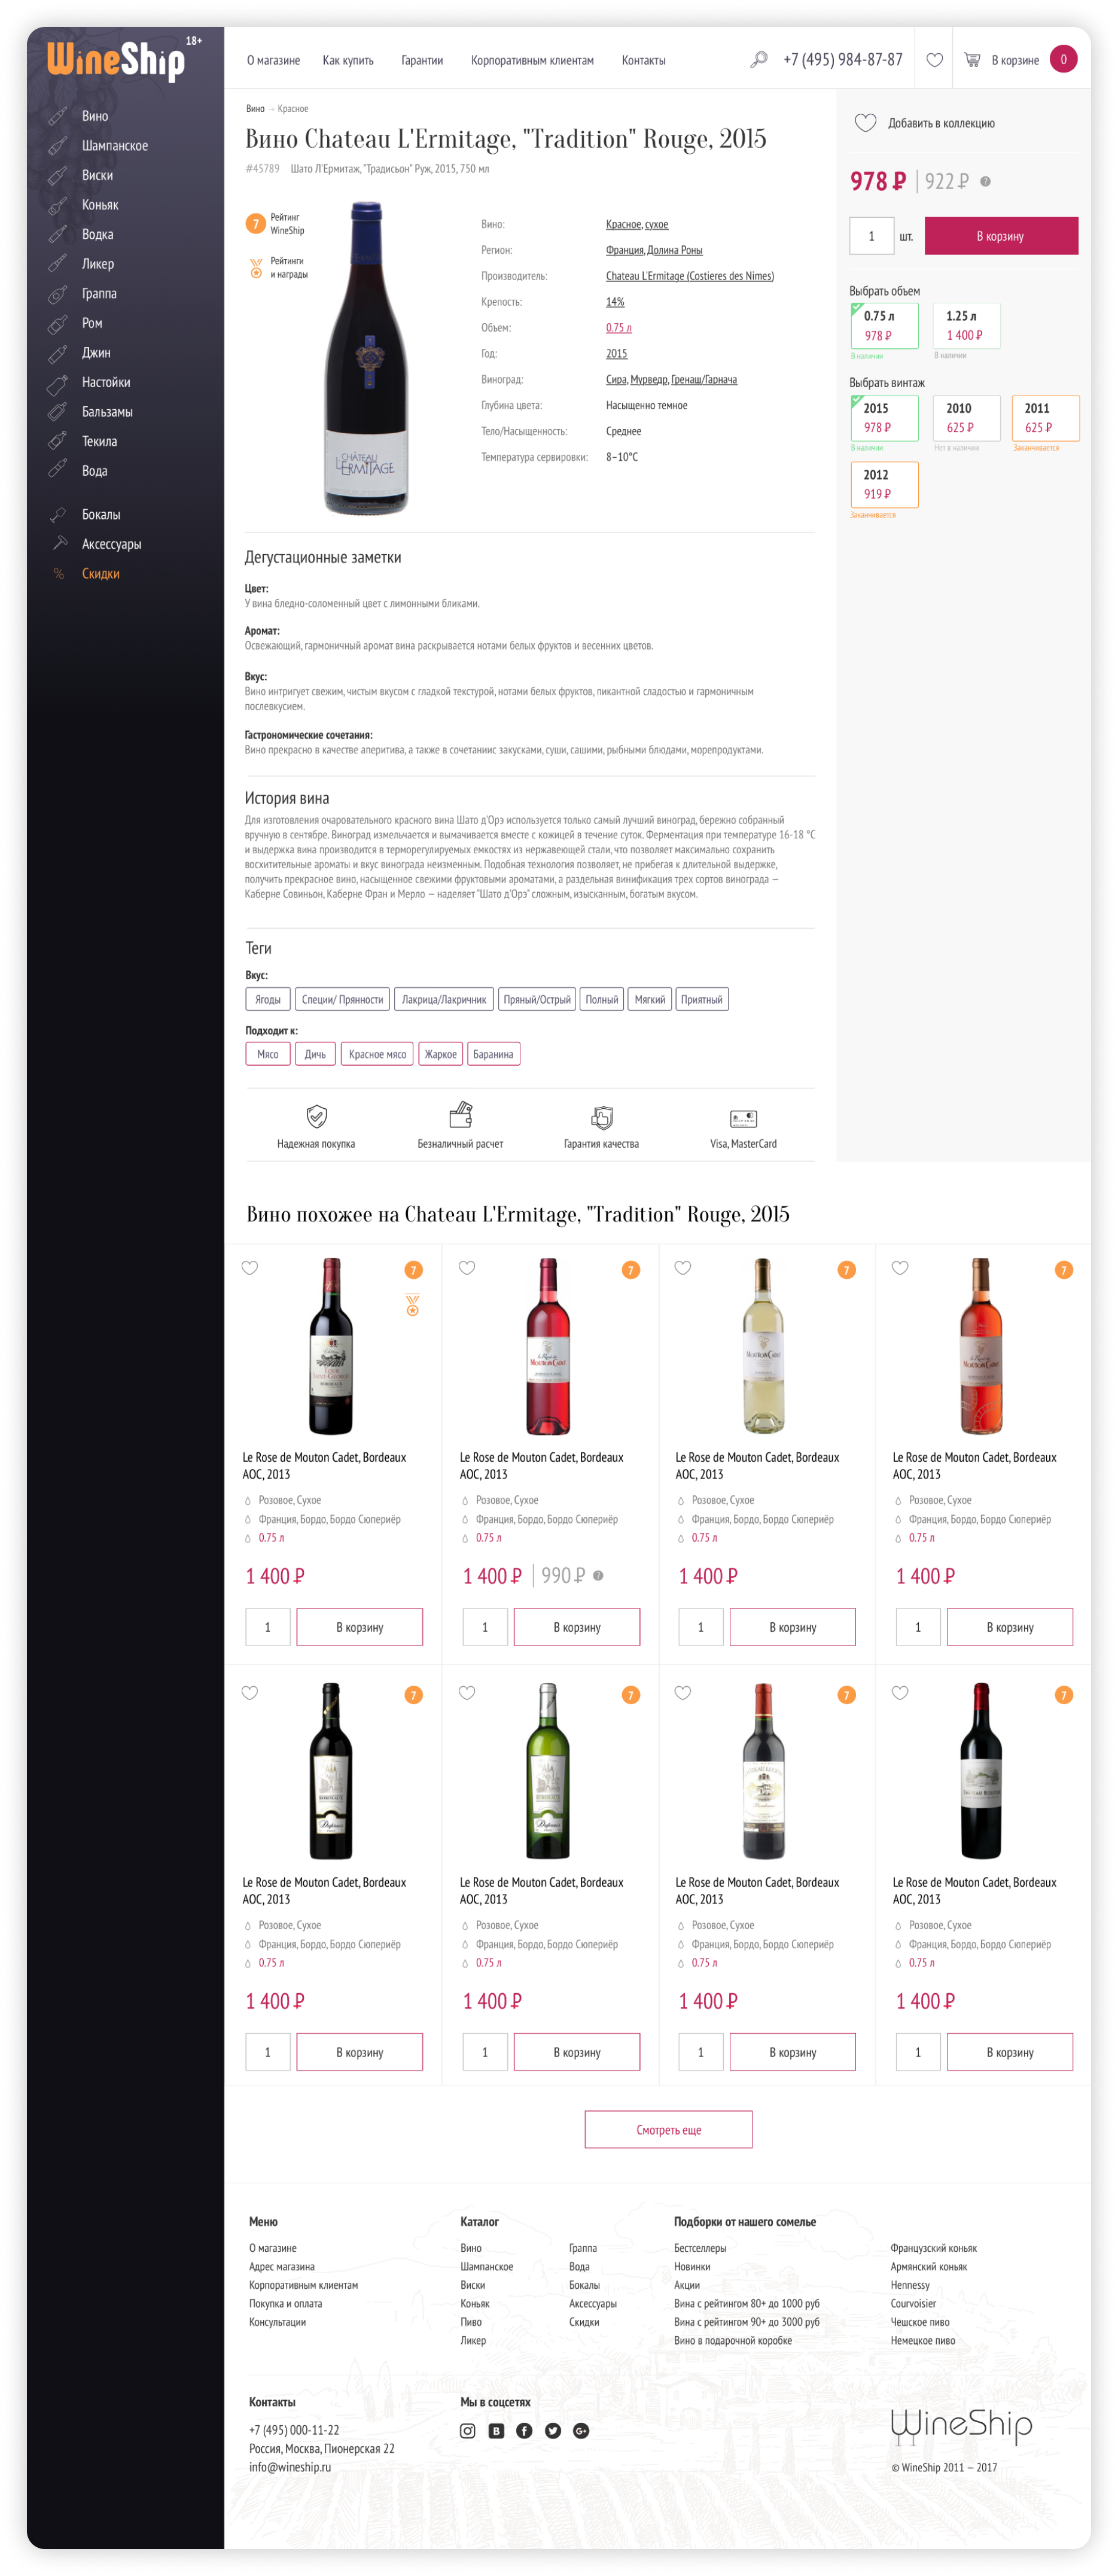 WineShip 18+
О магазине Как купить Гарантии Корпоративным клиентам Контакты +7 (495) 984-87-87 В корзине 0
Вино
Шампанское
Виски
Коньяк
Водка
Ликер
Граппа
Ром
Джин
Настойки
Бальзамы
Текила
Вода
Бокалы
Аксессуары
% Скидки
Вино → Красное
Вино Chateau L'Ermitage, "Tradition" Rouge, 2015
#45789 Шато Л'Ермитаж, "Традисьон" Руж, 2015, 750 мл
7 Рейтинг
WineShip
Рейтинги
и награды
CHÂTEAU
L'ERMITAGE
Вино: Красное, сухое
Регион: Франция, Долина Роны
Производитель: Chateau L'Ermitage (Costieres des Nimes)
Крепость: 14%
Объем: 0.75 л
Год: 2015
Виноград: Сира, Мурведр, Гренаш/Гарнача
Глубина цвета: Насыщенно темное
Тело/Насыщенность: Среднее
Температура сервировки: 8–10°C
Добавить в коллекцию
978 ₽ 922 ₽ ?
1 шт. В корзину
Выбрать объем
0.75 л 1.25 л
978 ₽ 1 400 ₽
В наличии В наличии
Выбрать винтаж
2015 2010 2011
978 ₽ 625 ₽ 625 ₽
В наличии Нет в наличии Заканчивается
2012
919 ₽
Заканчивается
Дегустационные заметки
Цвет:
У вина бледно-соломенный цвет с лимонными бликами.
Аромат:
Освежающий, гармоничный аромат вина раскрывается нотами белых фруктов и весенних цветов.
Вкус:
Вино интригует свежим, чистым вкусом с гладкой текстурой, нотами белых фруктов, пикантной сладостью и гармоничным
послевкусием.
Гастрономические сочетания:
Вино прекрасно в качестве аперитива, а также в сочетаниис закусками, суши, сашими, рыбными блюдами, морепродуктами.
История вина
Для изготовления очаровательного красного вина Шато д'Орэ используется только самый лучший виноград, бережно собранный
вручную в сентябре. Виноград измельчается и вымачивается вместе с кожицей в течение суток. Ферментация при температуре 16-18 °C
и выдержка вина производится в терморегулируемых емкостях из нержавеющей стали, что позволяет максимально сохранить
восхитительные ароматы и вкус винограда неизменным. Подобная технология позволяет, не прибегая к длительной выдержке,
получить прекрасное вино, насыщенное свежими фруктовыми ароматами, а раздельная винификация трех сортов винограда —
Каберне Совиньон, Каберне Фран и Мерло — наделяет "Шато д'Орэ" сложным, изысканным, богатым вкусом.
Теги
Вкус:
Ягоды Специи/ Прянности Лакрица/Лакричник Пряный/Острый Полный Мягкий Приятный
Подходит к:
Мясо Дичь Красное мясо Жаркое Баранина
Надежная покупка Безналичный расчет Гарантия качества Visa, MasterCard
Вино похожее на Chateau L'Ermitage, "Tradition" Rouge, 2015
7 7 7 7
Le Rose de Mouton Cadet, Bordeaux Le Rose de Mouton Cadet, Bordeaux Le Rose de Mouton Cadet, Bordeaux Le Rose de Mouton Cadet, Bordeaux
AOC, 2013 AOC, 2013 AOC, 2013 AOC, 2013
Розовое, Сухое Розовое, Сухое Розовое, Сухое Розовое, Сухое
Франция, Бордо, Бордо Сюперьёр Франция, Бордо, Бордо Сюперьёр Франция, Бордо, Бордо Сюперьёр Франция, Бордо, Бордо Сюперьёр
0.75 л 0.75 л 0.75 л 0.75 л
1 400 ₽ 1 400 ₽ 990 ₽ ? 1 400 ₽ 1 400 ₽
1 В корзину 1 В корзину 1 В корзину 1 В корзину
7 7 7 7
Le Rose de Mouton Cadet, Bordeaux Le Rose de Mouton Cadet, Bordeaux Le Rose de Mouton Cadet, Bordeaux Le Rose de Mouton Cadet, Bordeaux
AOC, 2013 AOC, 2013 AOC, 2013 AOC, 2013
Розовое, Сухое Розовое, Сухое Розовое, Сухое Розовое, Сухое
Франция, Бордо, Бордо Сюперьёр Франция, Бордо, Бордо Сюперьёр Франция, Бордо, Бордо Сюперьёр Франция, Бордо, Бордо Сюперьёр
0.75 л 0.75 л 0.75 л 0.75 л
1 400 ₽ 1 400 ₽ 1 400 ₽ 1 400 ₽
1 В корзину 1 В корзину 1 В корзину 1 В корзину
Смотреть еще
Меню Каталог Подборки от нашего сомелье
О магазине Вино Граппа Бестселлеры Французский коньяк
Адрес магазина Шампанское Вода Новинки Армянский коньяк
Корпоративным клиентам Виски Бокалы Акции Hennessy
Покупка и оплата Коньяк Аксессуары Вина с рейтингом 80+ до 1000 руб Courvoisier
Консультации Пиво Скидки Вина с рейтингом 90+ до 3000 руб Чешское пиво
Ликер Вино в подарочной коробке Немецкое пиво
Контакты Мы в соцсетях
+7 (495) 000-11-22
Россия, Москва, Пионерская 22
info@wineship.ru
WineShip
© WineShip 2011 — 2017